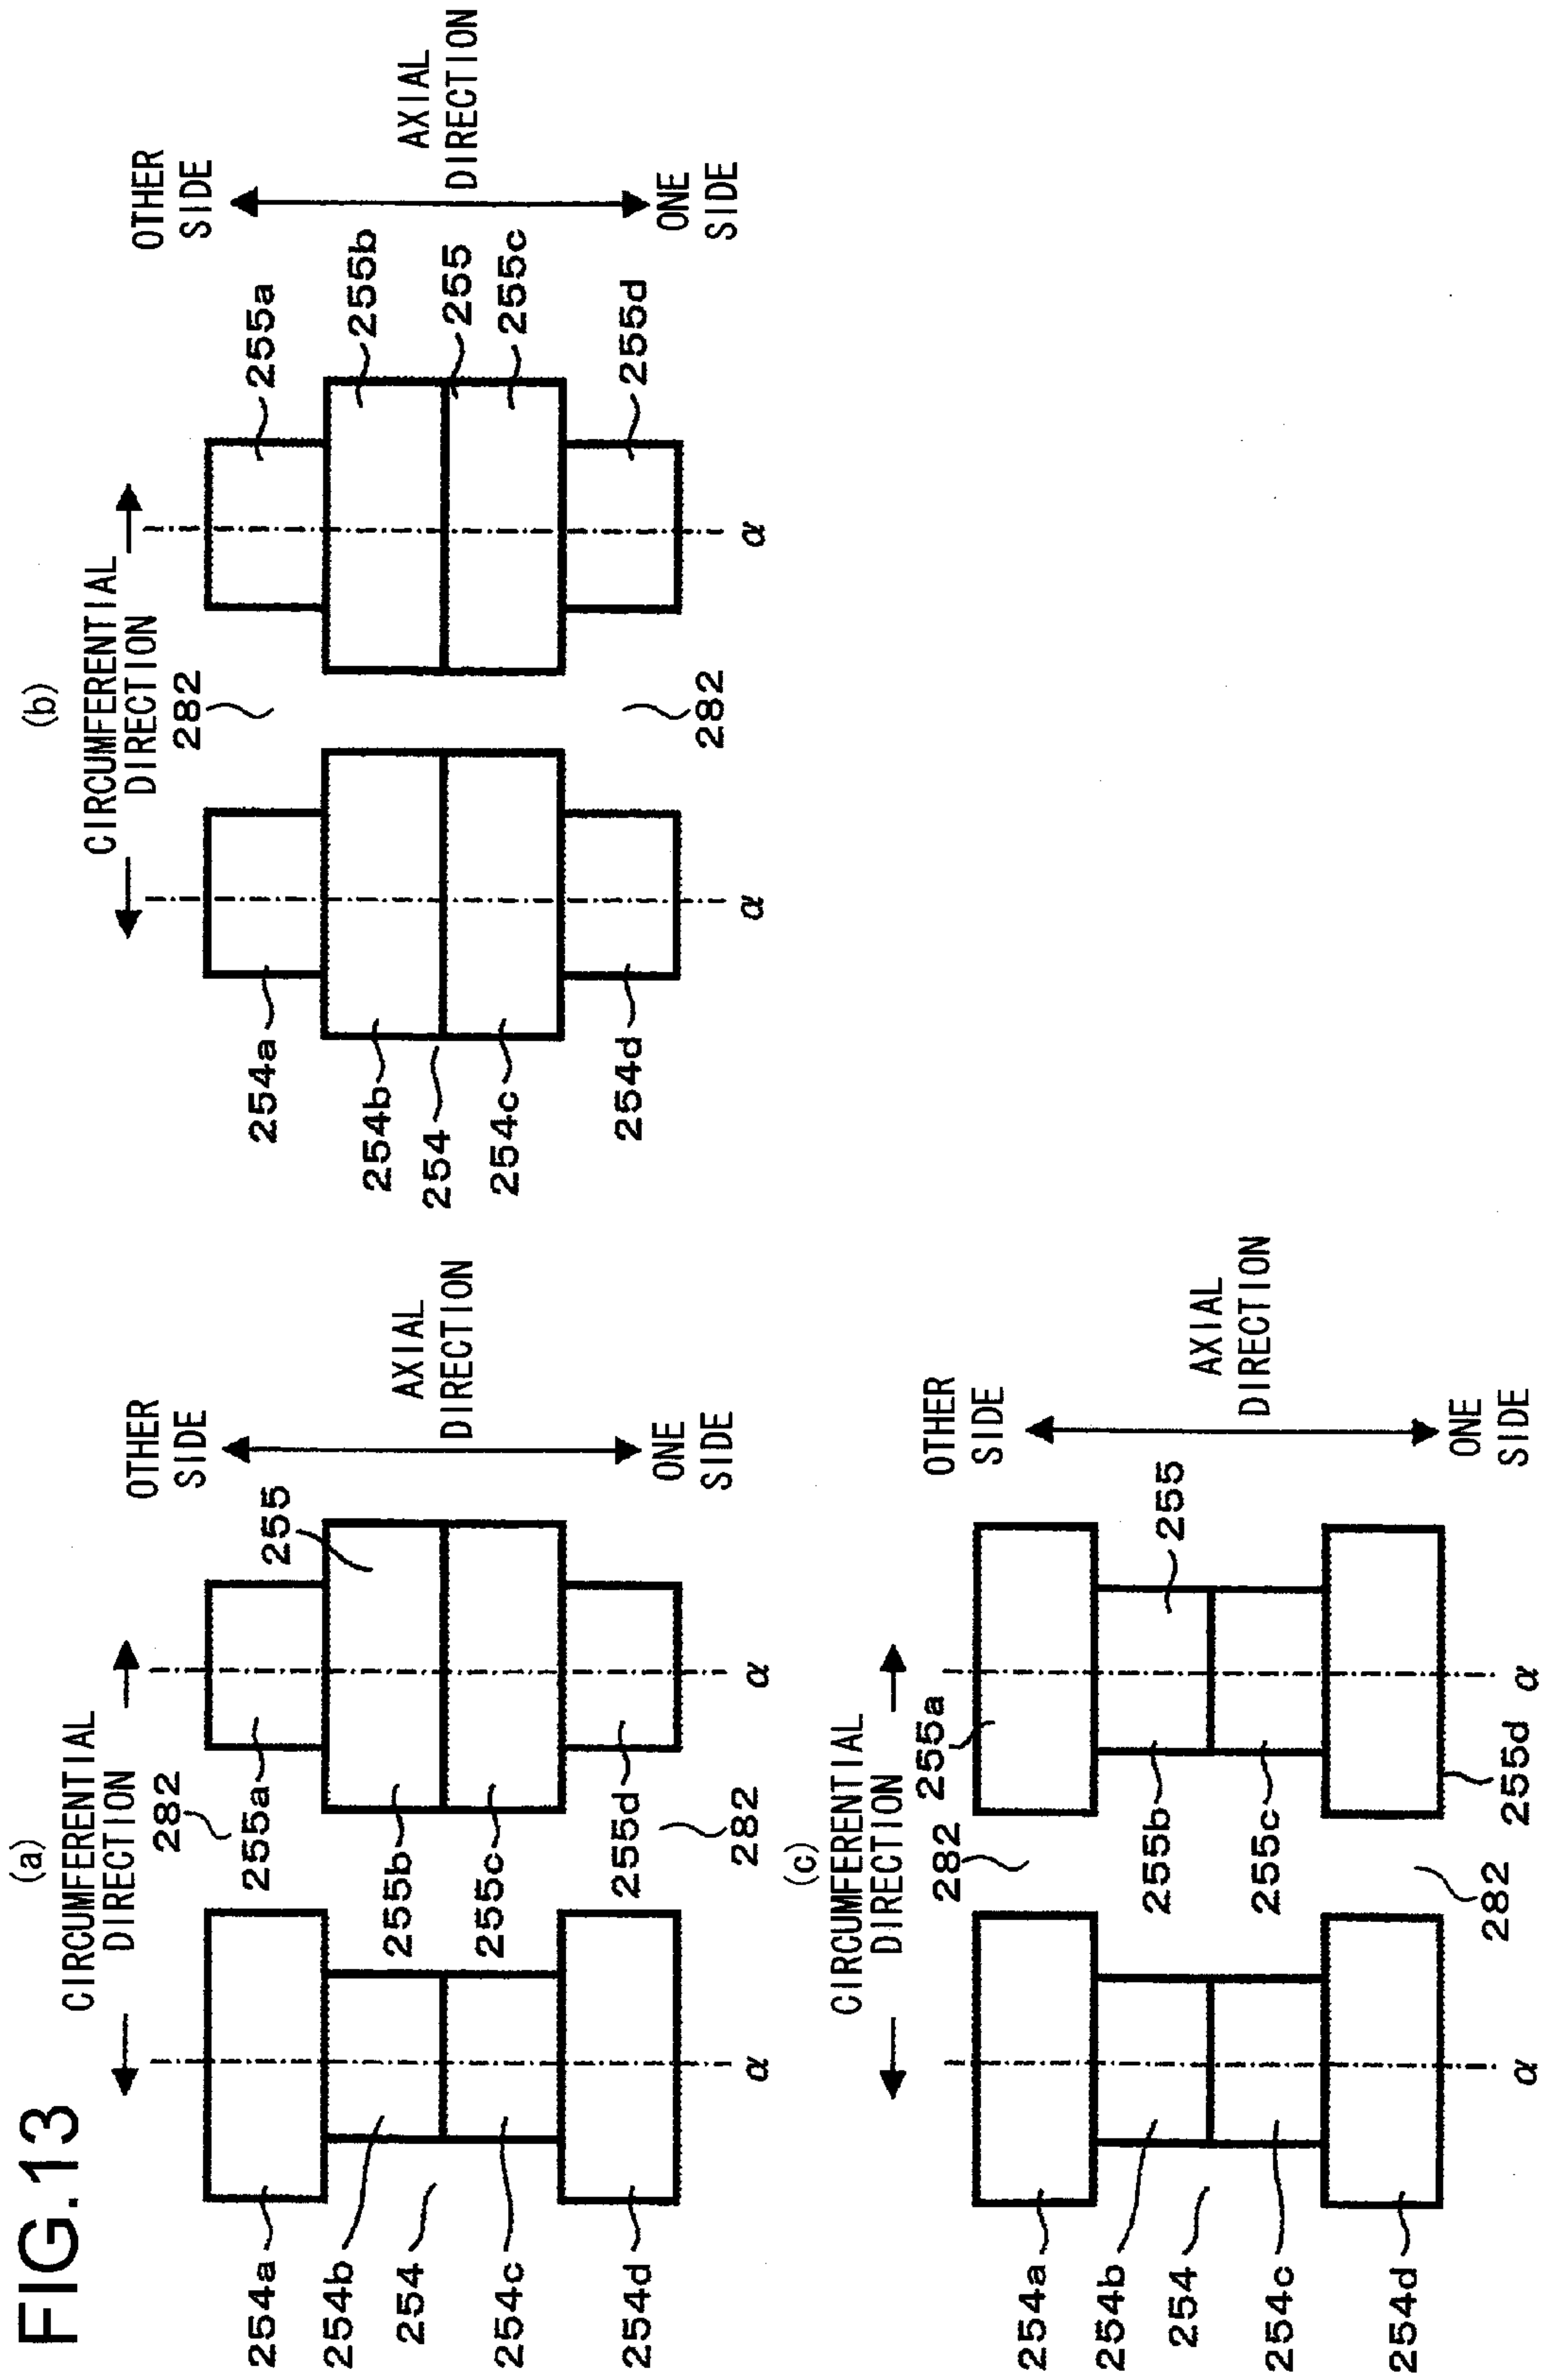 FIG.13
(a)
CIRCUMFERENTIAL
DIRECTION
282
254a
254b
254
254c
254d
255a
255b
255c
255d
255
282
α
α
OTHER
SIDE
AXIAL
DIRECTION
ONE
SIDE
(b)
CIRCUMFERENTIAL
DIRECTION
282
254a
254b
254
254c
254d
255a
255b
255
255c
255d
282
α
α
OTHER
SIDE
AXIAL
DIRECTION
ONE
SIDE
(c)
CIRCUMFERENTIAL
DIRECTION
282
254a
254b
254
254c
254d
255a
255b
255c
255
255d
282
α
α
OTHER
SIDE
AXIAL
DIRECTION
ONE
SIDE